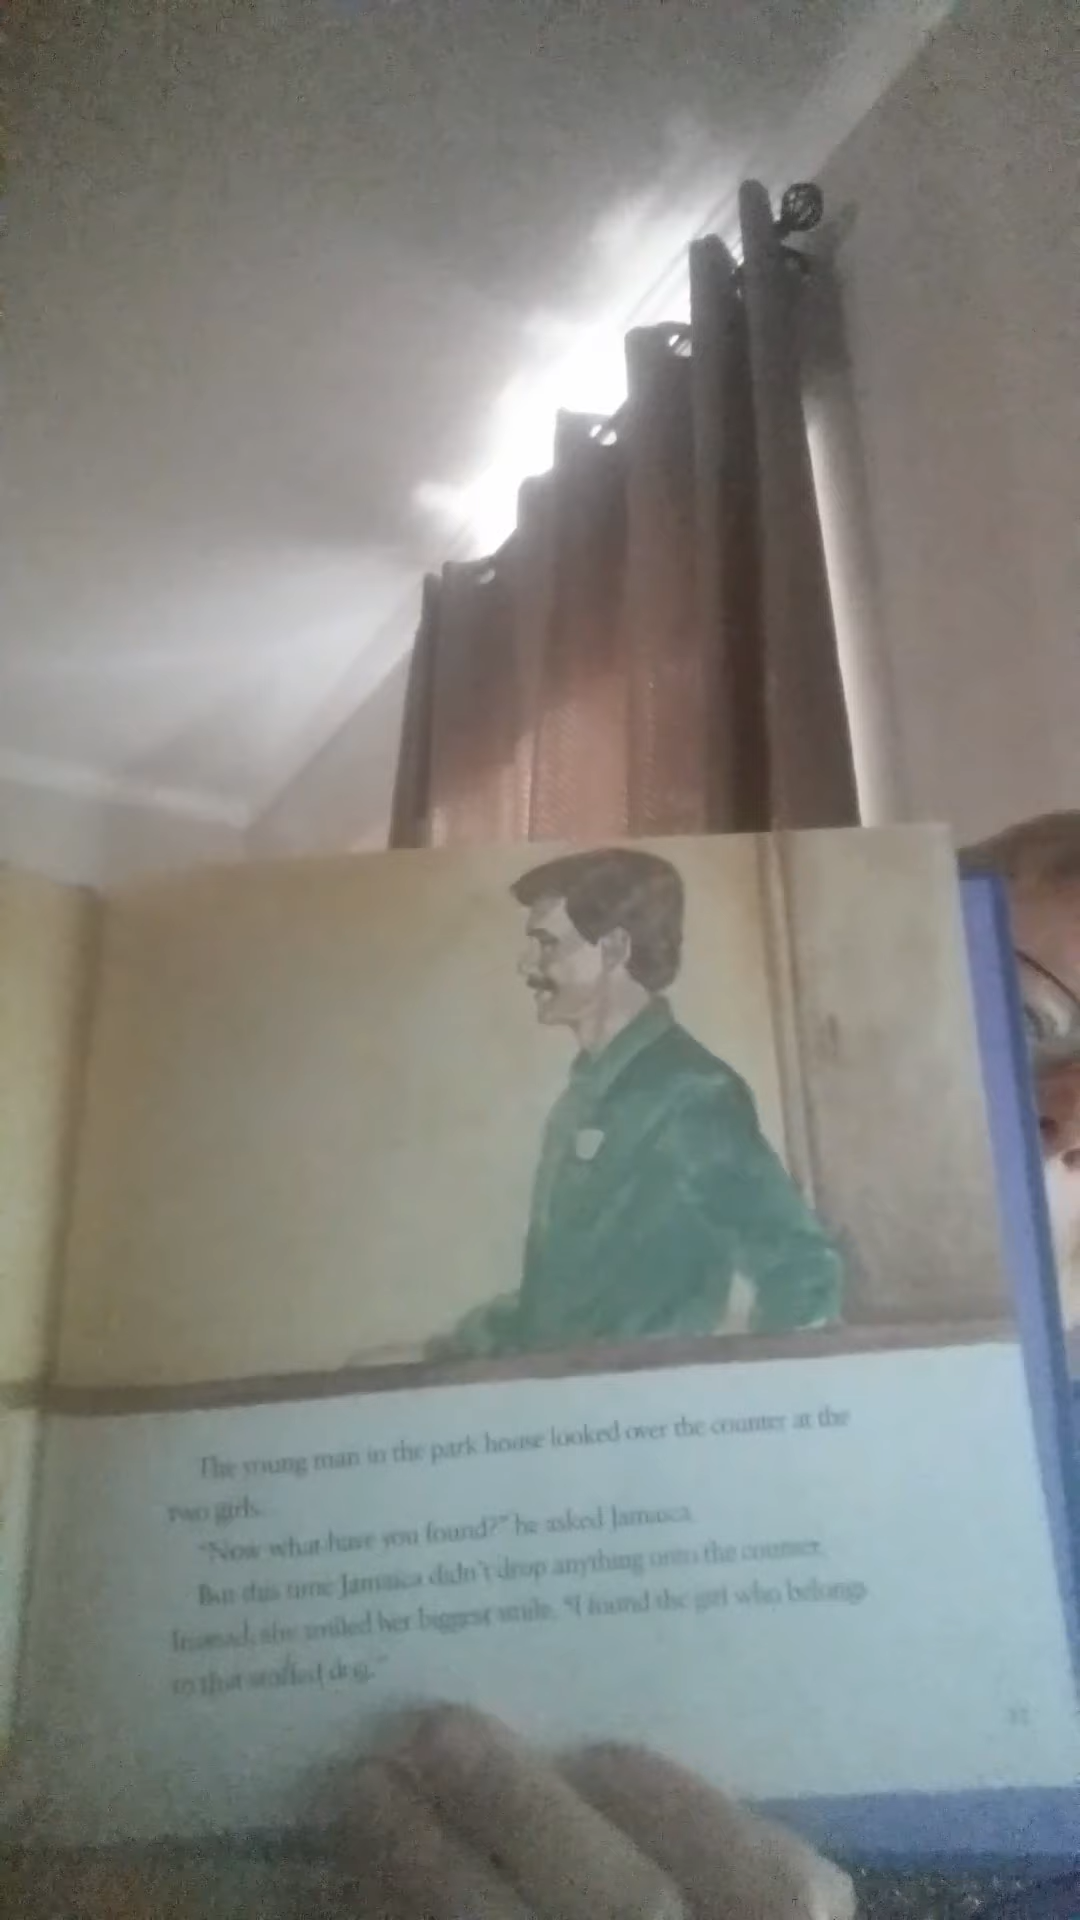 The young man in the park house looked over the counter at the
two girls.
"Now what have you found?" he asked Jamaica.
But this time Jamaica didn't drop anything onto the counter.
Instead, she smiled her biggest smile. "I found the girl who belongs
to that stuffed dog."